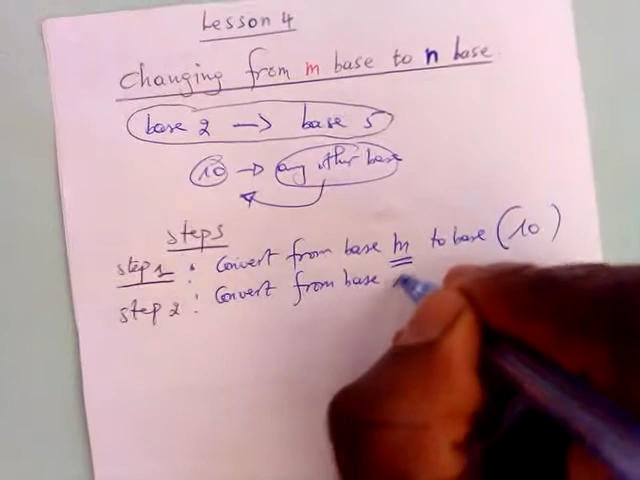 Lesson 4
Changing from m base to n base.
base 2 → base 5
10 → any other base
steps
step 1 : Convert from base m to base (10)
step 2 : Convert from base